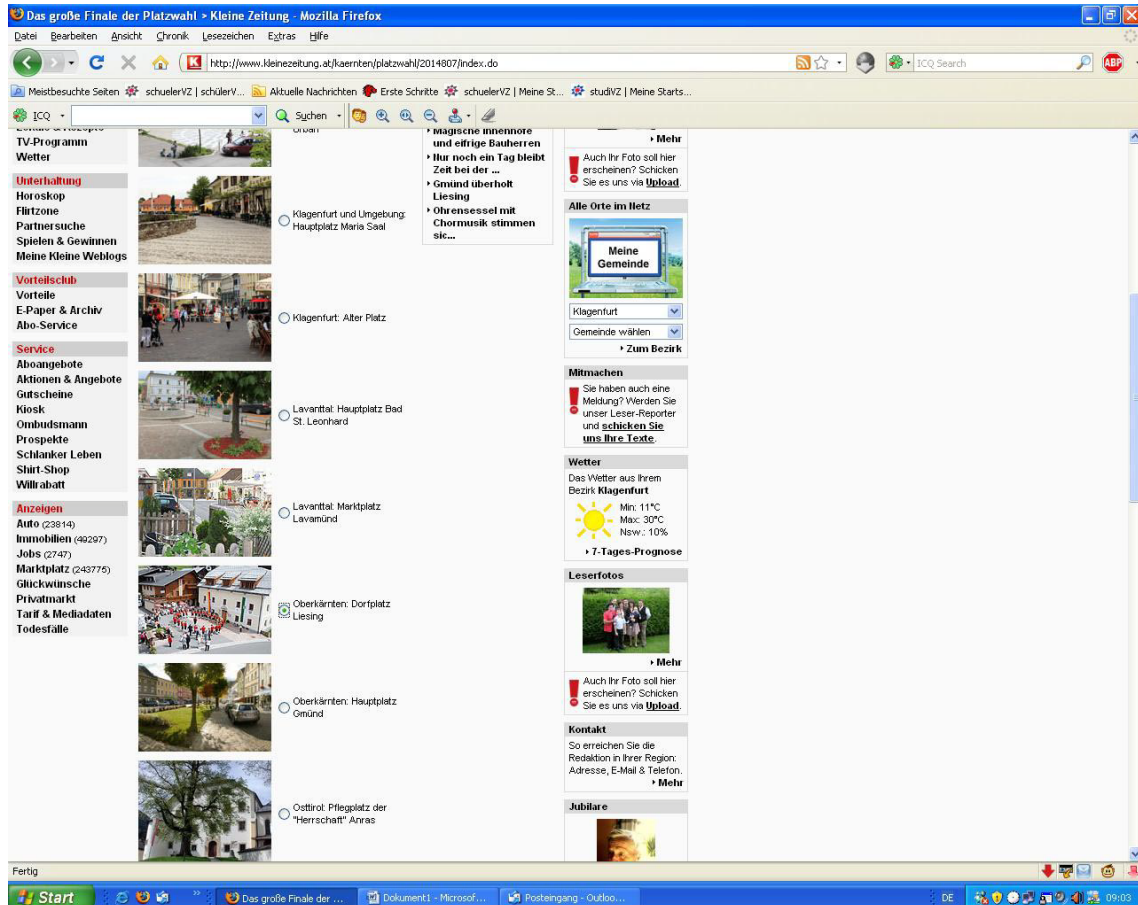 Das große Finale der Platzwahl > Kleine Zeitung - Mozilla Firefox
Datei Bearbeiten Ansicht Chronik Lesezeichen Extras Hilfe
http://www.kleinezeitung.at/kaernten/platzwahl/2014807/index.do
ICQ Search
ABP
Meistbesuchte Seiten
schuelerVZ | schülerV...
Aktuelle Nachrichten
Erste Schritte
schuelerVZ | Meine St...
studiVZ | Meine Starts...
ICQ
Suchen
TV-Programm
Wetter
Unterhaltung
Horoskop
Flirtzone
Partnersuche
Spielen & Gewinnen
Meine Kleine Weblogs
Vorteilsclub
Vorteile
E-Paper & Archiv
Abo-Service
Service
Aboangebote
Aktionen & Angebote
Gutscheine
Kiosk
Ombudsmann
Prospekte
Schlanker Leben
Shirt-Shop
Willrabatt
Anzeigen
Auto (23814)
Immobilien (49297)
Jobs (2747)
Marktplatz (243775)
Glückwünsche
Privatmarkt
Tarif & Mediadaten
Todesfälle
Urban
Klagenfurt und Umgebung:
Hauptplatz Maria Saal
Klagenfurt: Alter Platz
Lavanttal: Hauptplatz Bad
St. Leonhard
Lavanttal: Marktplatz
Lavamünd
Oberkärnten: Dorfplatz
Liesing
Oberkärnten: Hauptplatz
Gmünd
Osttirol: Pflegplatz der
"Herrschaft" Anras
Magische Innenhöfe
und eifrige Bauherren
Nur noch ein Tag bleibt
Zeit bei der ...
Gmünd überholt
Liesing
Ohrensessel mit
Chormusik stimmen
sic...
Mehr
Auch Ihr Foto soll hier
erscheinen? Schicken
Sie es uns via Upload.
Alle Orte im Netz
Meine
Gemeinde
Klagenfurt
Gemeinde wählen
Zum Bezirk
Mitmachen
Sie haben auch eine
Meldung? Werden Sie
unser Leser-Reporter
und schicken Sie
uns Ihre Texte.
Wetter
Das Wetter aus Ihrem
Bezirk Klagenfurt
Min: 11°C
Max: 30°C
Nsw.: 10%
7-Tages-Prognose
Leserfotos
Mehr
Auch Ihr Foto soll hier
erscheinen? Schicken
Sie es uns via Upload.
Kontakt
So erreichen Sie die
Redaktion in Ihrer Region:
Adresse, E-Mail & Telefon.
Mehr
Jubilare
Fertig
Start
Das große Finale der ...
Dokument1 - Microsof...
Posteingang - Outloo...
DE
09:03